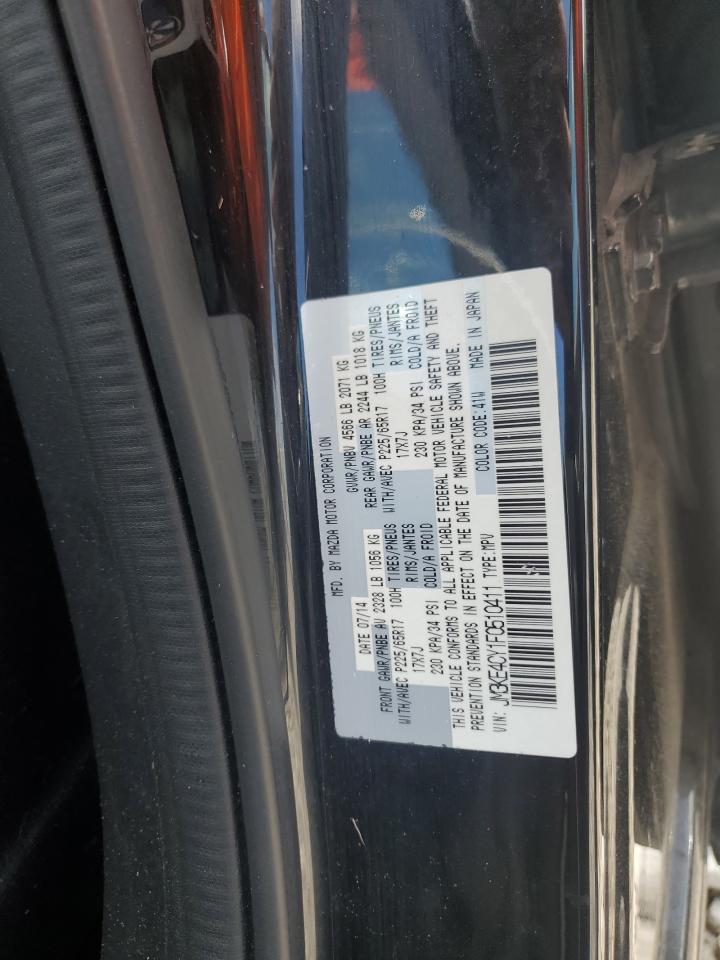 MFD. BY MAZDA MOTOR CORPORATION
DATE 07/14 GVWR/PNBV 4566 LB 2071 KG
FRONT GAWR/PNBE AV 2328 LB 1056 KG REAR GAWR/PNBE AR 2244 LB 1018 KG
WITH/AVEC P225/65R17 100H TIRES/PNEUS WITH/AVEC P225/65R17 100H TIRES/PNEUS
17X7J RIMS/JANTES 17X7J RIMS/JANTES
230 KPA/34 PSI COLD/A FROID 230 KPA/34 PSI COLD/A FROID
THIS VEHICLE CONFORMS TO ALL APPLICABLE FEDERAL MOTOR VEHICLE SAFETY AND THEFT
PREVENTION STANDARDS IN EFFECT ON THE DATE OF MANUFACTURE SHOWN ABOVE.
VIN: JM3KE4CY1F0510411 TYPE:MPV COLOR CODE:41W MADE IN JAPAN